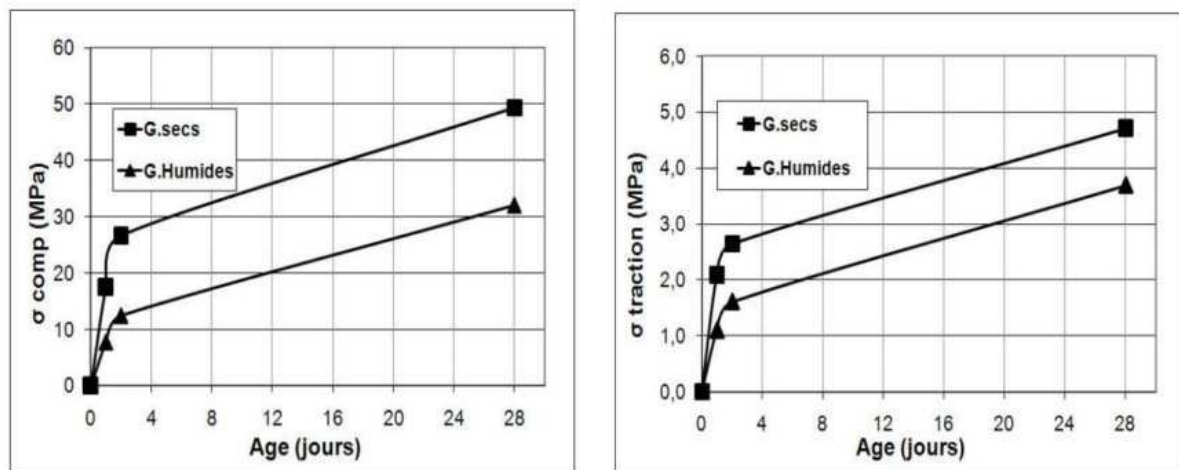 60
50
40
30
20
10
0
σ comp (MPa)
G.secs
G.Humides
0 4 8 12 16 20 24 28
Age (jours)
6,0
5,0
4,0
3,0
2,0
1,0
0,0
σ traction (MPa)
G.secs
G.Humides
0 4 8 12 16 20 24 28
Age (jours)